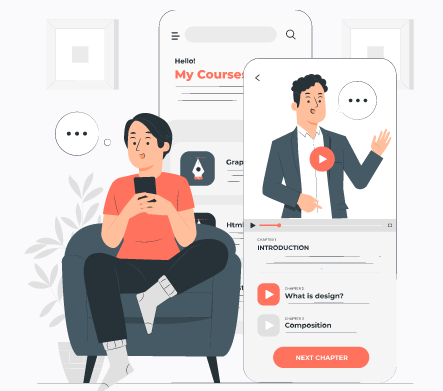 Hello!
My Courses
Grap
Html
CHAPTER 1
INTRODUCTION
CHAPTER 2
What is design?
CHAPTER 3
Composition
NEXT CHAPTER